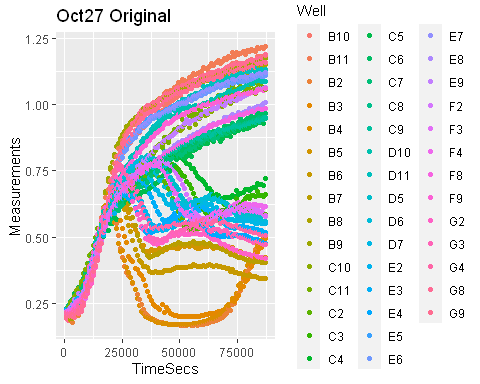 Oct27 Original
Well
1.25
1.00
0.75
0.50
0.25
Measurements
0
25000
50000
75000
TimeSecs
B10
B11
B2
B3
B4
B5
B6
B7
B8
B9
C10
C11
C2
C3
C4
C5
C6
C7
C8
C9
D10
D11
D5
D6
D7
E2
E3
E4
E5
E6
E7
E8
E9
F2
F3
F4
F8
F9
G2
G3
G4
G8
G9